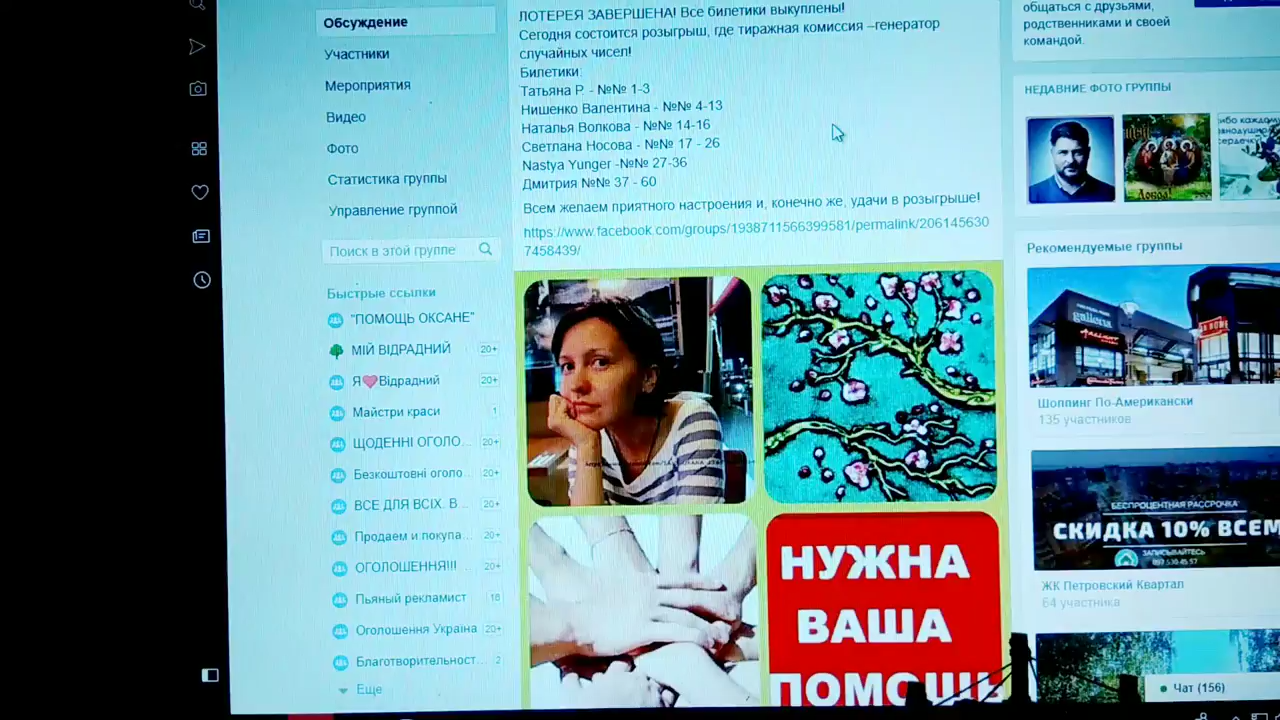 Обсуждение
Участники
Мероприятия
Видео
Фото
Статистика группы
Управление группой
Поиск в этой группе
Быстрые ссылки
"ПОМОЩЬ ОКСАНЕ"
МІЙ ВІДРАДНИЙ 20+
Я Відрадний 20+
Майстри краси 1
ЩОДЕННІ ОГОЛО... 20+
Безкоштовні оголо... 20+
ВСЕ ДЛЯ ВСІХ. В... 20+
Продаем и покупа... 20+
ОГОЛОШЕННЯ!!! 20+
Пьяный рекламист 16
Оголошення Україна 20+
Благотворительност... 2
Еще
ЛОТЕРЕЯ ЗАВЕРШЕНА! Все билетики выкуплены!
Сегодня состоится розыгрыш, где тиражная комиссия –генератор
случайных чисел!
Билетики:
Татьяна Р. - №№ 1-3
Нишенко Валентина - №№ 4-13
Наталья Волкова - №№ 14-16
Светлана Носова - №№ 17 - 26
Nastya Yunger -№№ 27-36
Дмитрия №№ 37 - 60
Всем желаем приятного настроения и, конечно же, удачи в розыгрыше!
https://www.facebook.com/groups/1938711566399581/permalink/206145630
7458439/
НУЖНА
ВАША
ПОМОЩЬ
общаться с друзьями,
родственниками и своей
командой.
НЕДАВНИЕ ФОТО ГРУППЫ
Рекомендуемые группы
galleria
Шоппинг По-Американски
135 участников
БЕСПРОЦЕНТНАЯ РАССРОЧКА
СКИДКА 10% ВСЕМ
ЗАПИСЫВАЙТЕСЬ
ЖК Петровский Квартал
64 участника
Чат (156)